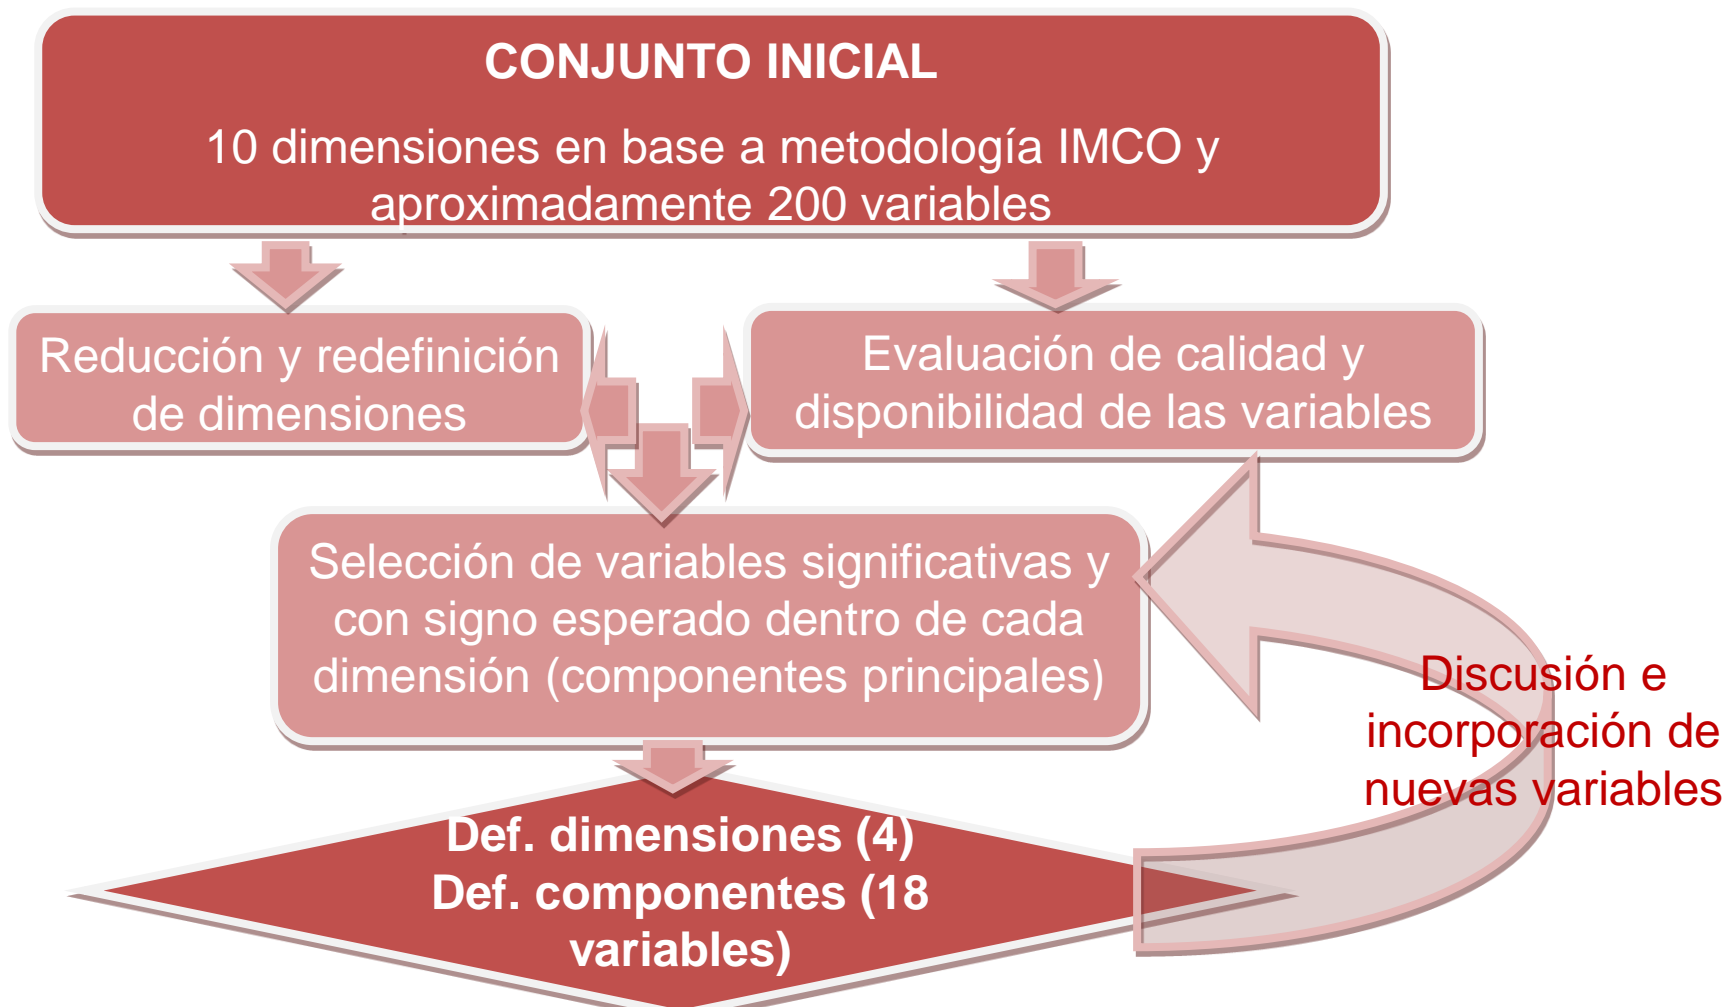 CONJUNTO INICIAL
10 dimensiones en base a metodología IMCO y
aproximadamente 200 variables
Reducción y redefinición
de dimensiones
Evaluación de calidad y
disponibilidad de las variables
Selección de variables significativas y
con signo esperado dentro de cada
dimensión (componentes principales)
Discusión e
incorporación de
nuevas variables
Def. dimensiones (4)
Def. componentes (18
variables)